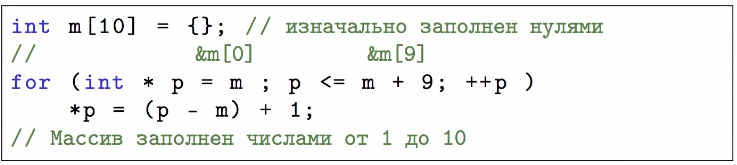 int m[10] = {}; // изначально заполнен нулями
//             &m[0]         &m[9]
for (int * p = m ; p <= m + 9; ++p )
    *p = (p - m) + 1;
// Массив заполнен числами от 1 до 10